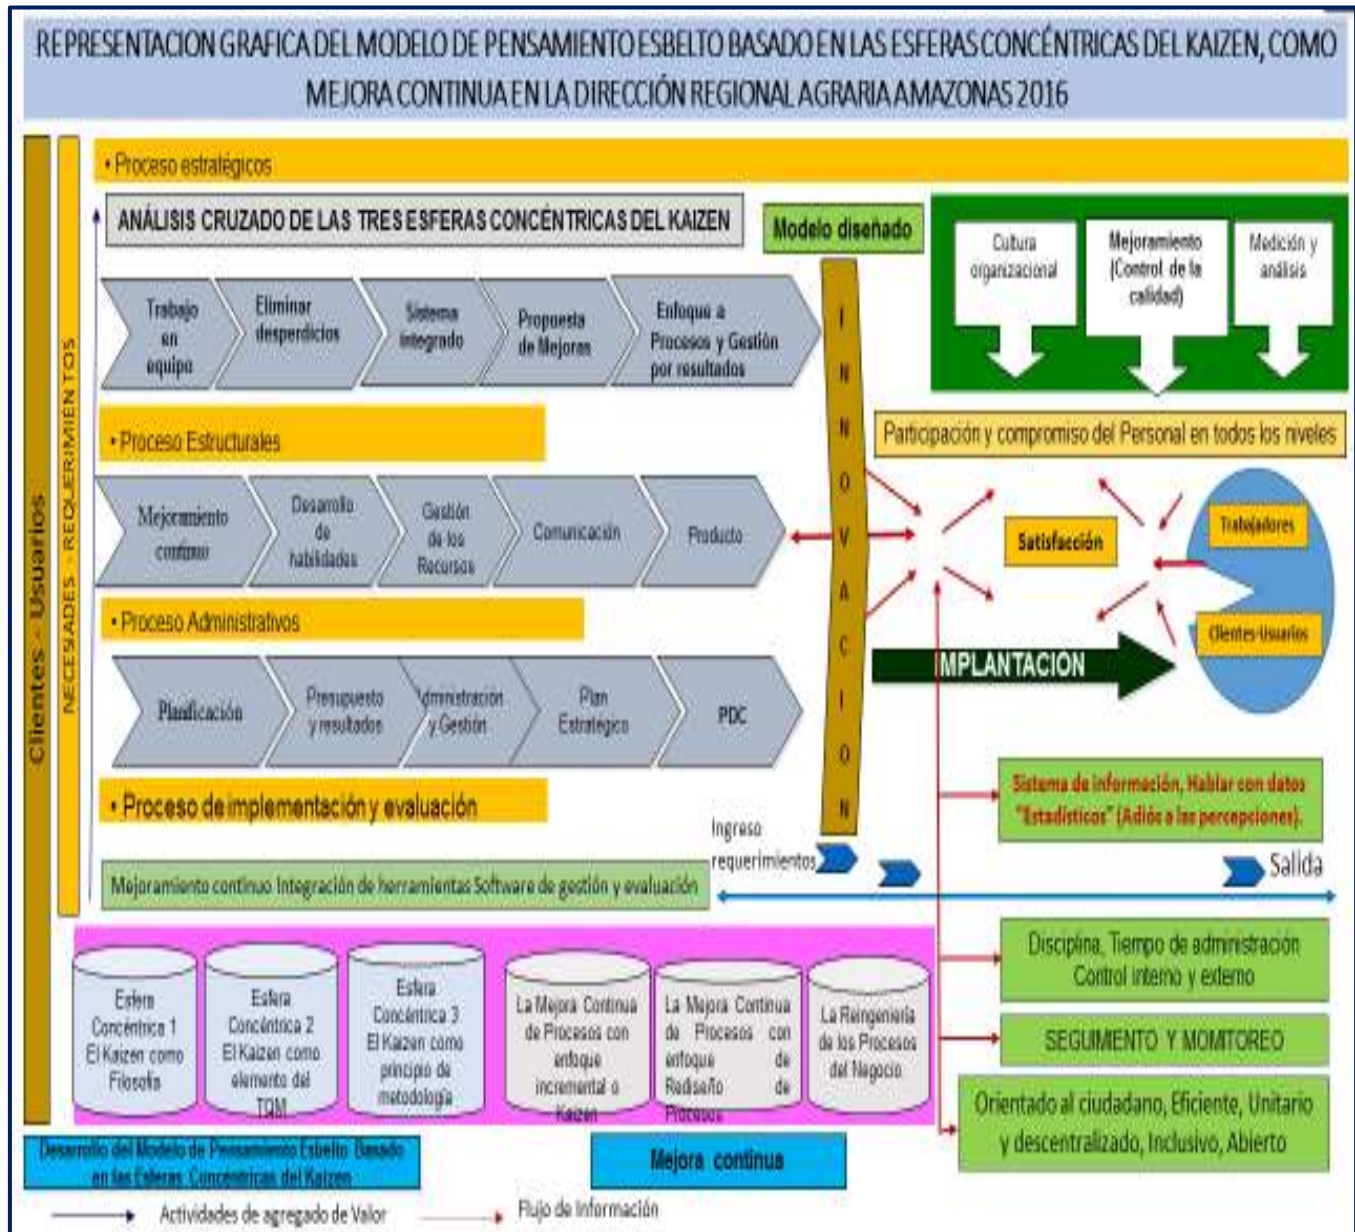 REPRESENTACION GRAFICA DEL MODELO DE PENSAMIENTO ESBELTO BASADO EN LAS ESFERAS CONCÉNTRICAS DEL KAIZEN, COMO
MEJORA CONTINUA EN LA DIRECCIÓN REGIONAL AGRARIA AMAZONAS 2016
Clientes - Usuarios
NECESIADES - REQUERIMIENTOS
• Proceso estratégicos
ANÁLISIS CRUZADO DE LAS TRES ESFERAS CONCÉNTRICAS DEL KAIZEN
Trabajo
en
equipo
Eliminar
desperdicios
Sistema
integrado
Propuesta
de Mejoras
Enfoque a
Procesos y Gestión
por resultados
• Proceso Estructurales
Mejoramiento
continuo
Desarrollo
de
habilidades
Gestión
de los
Recursos
Comunicación
Producto
• Proceso Administrativos
Planificación
Presupuesto
y resultados
Administración
y Gestión
Plan
Estratégico
PDC
• Proceso de implementación y evaluación
Mejoramiento continuo Integración de herramientas Software de gestión y evaluación
Modelo diseñado
I
N
N
O
V
A
C
I
O
N
Cultura
organizacional
Mejoramiento
(Control de la
calidad)
Medición y
análisis
Participación y compromiso del Personal en todos los niveles
Satisfacción
Trabajadores
Clientes-Usuarios
IMPLANTACIÓN
Sistema de información, Hablar con datos
"Estadísticos" (Adiós a las percepciones).
Ingreso
requerimientos
Salida
Disciplina, Tiempo de administración
Control interno y externo
SEGUIMIENTO Y MOMITOREO
Orientado al ciudadano, Eficiente, Unitario
y descentralizado, Inclusivo, Abierto
Esfera
Concéntrica 1
El Kaizen como
Filosofía
Esfera
Concéntrica 2
El Kaizen como
elemento del
TQM
Esfera
Concéntrica 3
El Kaizen como
principio de
metodología
La Mejora Continua
de Procesos con
enfoque
incremental o
Kaizen
La Mejora Continua
de Procesos con
enfoque de
Rediseño de
Procesos
La Reingeniería
de los Procesos
del Negocio
Desarrollo del Modelo de Pensamiento Esbelto Basado
en las Esferas Concéntricas del Kaizen
Mejora continua
Actividades de agregado de Valor
Flujo de Información